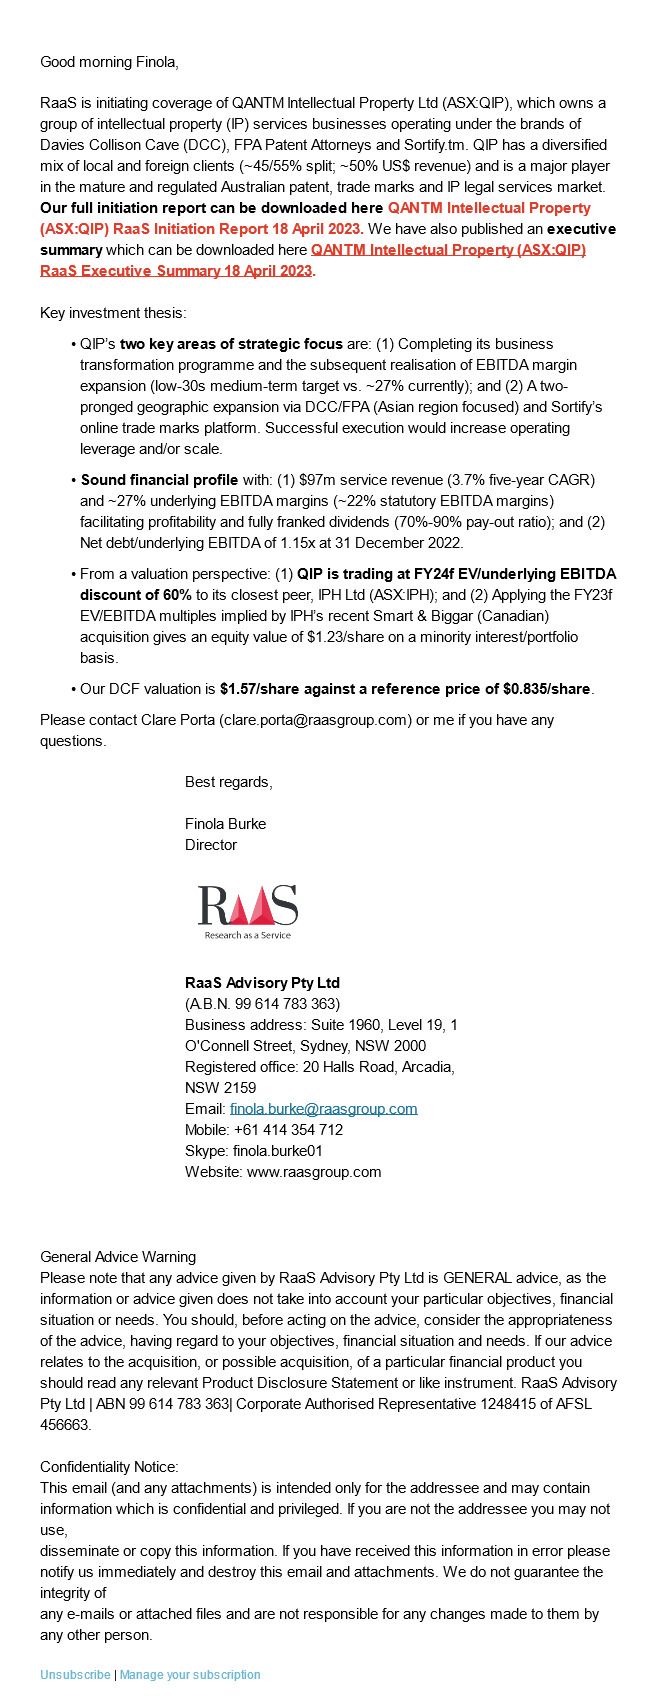 Good morning Finola,
RaaS is initiating coverage of QANTM Intellectual Property Ltd (ASX:QIP), which owns a
group of intellectual property (IP) services businesses operating under the brands of
Davies Collison Cave (DCC), FPA Patent Attorneys and Sortify.tm. QIP has a diversified
mix of local and foreign clients (~45/55% split; ~50% US$ revenue) and is a major player
in the mature and regulated Australian patent, trade marks and IP legal services market.
Our full initiation report can be downloaded here QANTM Intellectual Property
(ASX:QIP) RaaS Initiation Report 18 April 2023. We have also published an executive
summary which can be downloaded here QANTM Intellectual Property (ASX:QIP)
RaaS Executive Summary 18 April 2023.
Key investment thesis:
• QIP's two key areas of strategic focus are: (1) Completing its business
transformation programme and the subsequent realisation of EBITDA margin
expansion (low-30s medium-term target vs. ~27% currently); and (2) A two-
pronged geographic expansion via DCC/FPA (Asian region focused) and Sortify's
online trade marks platform. Successful execution would increase operating
leverage and/or scale.
• Sound financial profile with: (1) $97m service revenue (3.7% five-year CAGR)
and ~27% underlying EBITDA margins (~22% statutory EBITDA margins)
facilitating profitability and fully franked dividends (70%-90% pay-out ratio); and (2)
Net debt/underlying EBITDA of 1.15x at 31 December 2022.
• From a valuation perspective: (1) QIP is trading at FY24f EV/underlying EBITDA
discount of 60% to its closest peer, IPH Ltd (ASX:IPH); and (2) Applying the FY23f
EV/EBITDA multiples implied by IPH's recent Smart & Biggar (Canadian)
acquisition gives an equity value of $1.23/share on a minority interest/portfolio
basis.
• Our DCF valuation is $1.57/share against a reference price of $0.835/share.
Please contact Clare Porta (clare.porta@raasgroup.com) or me if you have any
questions.
Best regards,
Finola Burke
Director
RAAS
Research as a Service
RaaS Advisory Pty Ltd
(A.B.N. 99 614 783 363)
Business address: Suite 1960, Level 19, 1
O'Connell Street, Sydney, NSW 2000
Registered office: 20 Halls Road, Arcadia,
NSW 2159
Email: finola.burke@raasgroup.com
Mobile: +61 414 354 712
Skype: finola.burke01
Website: www.raasgroup.com
General Advice Warning
Please note that any advice given by RaaS Advisory Pty Ltd is GENERAL advice, as the
information or advice given does not take into account your particular objectives, financial
situation or needs. You should, before acting on the advice, consider the appropriateness
of the advice, having regard to your objectives, financial situation and needs. If our advice
relates to the acquisition, or possible acquisition, of a particular financial product you
should read any relevant Product Disclosure Statement or like instrument. RaaS Advisory
Pty Ltd | ABN 99 614 783 363| Corporate Authorised Representative 1248415 of AFSL
456663.
Confidentiality Notice:
This email (and any attachments) is intended only for the addressee and may contain
information which is confidential and privileged. If you are not the addressee you may not
use,
disseminate or copy this information. If you have received this information in error please
notify us immediately and destroy this email and attachments. We do not guarantee the
integrity of
any e-mails or attached files and are not responsible for any changes made to them by
any other person.
Unsubscribe | Manage your subscription